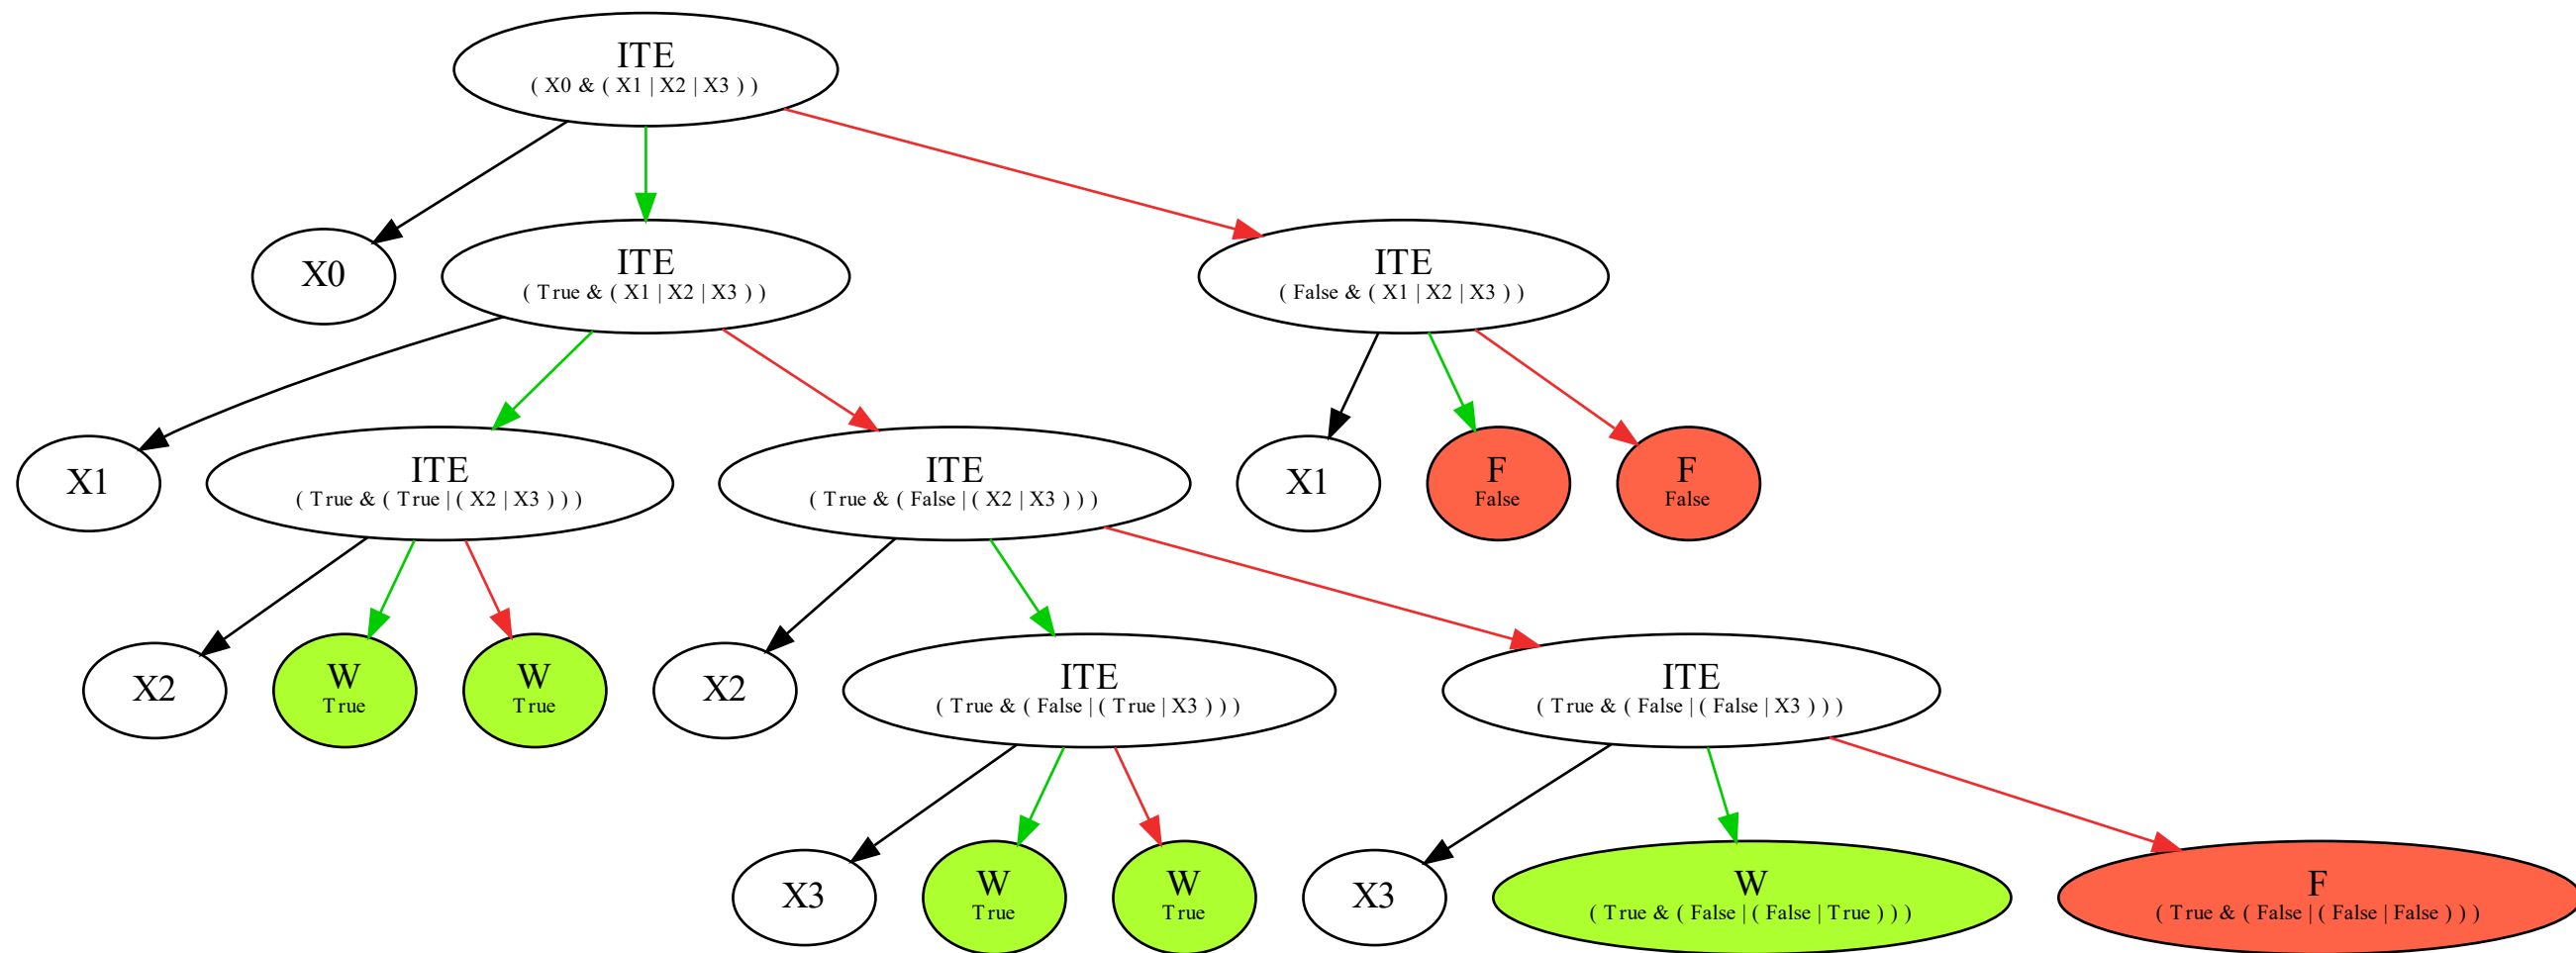 ITE
( X0 & ( X1 | X2 | X3 ) )
X0
ITE
( True & ( X1 | X2 | X3 ) )
ITE
( False & ( X1 | X2 | X3 ) )
X1
ITE
( True & ( True | ( X2 | X3 ) ) )
ITE
( True & ( False | ( X2 | X3 ) ) )
X1
F
False
F
False
X2
W
True
W
True
X2
ITE
( True & ( False | ( True | X3 ) ) )
ITE
( True & ( False | ( False | X3 ) ) )
X3
W
True
W
True
X3
W
( True & ( False | ( False | True ) ) )
F
( True & ( False | ( False | False ) ) )